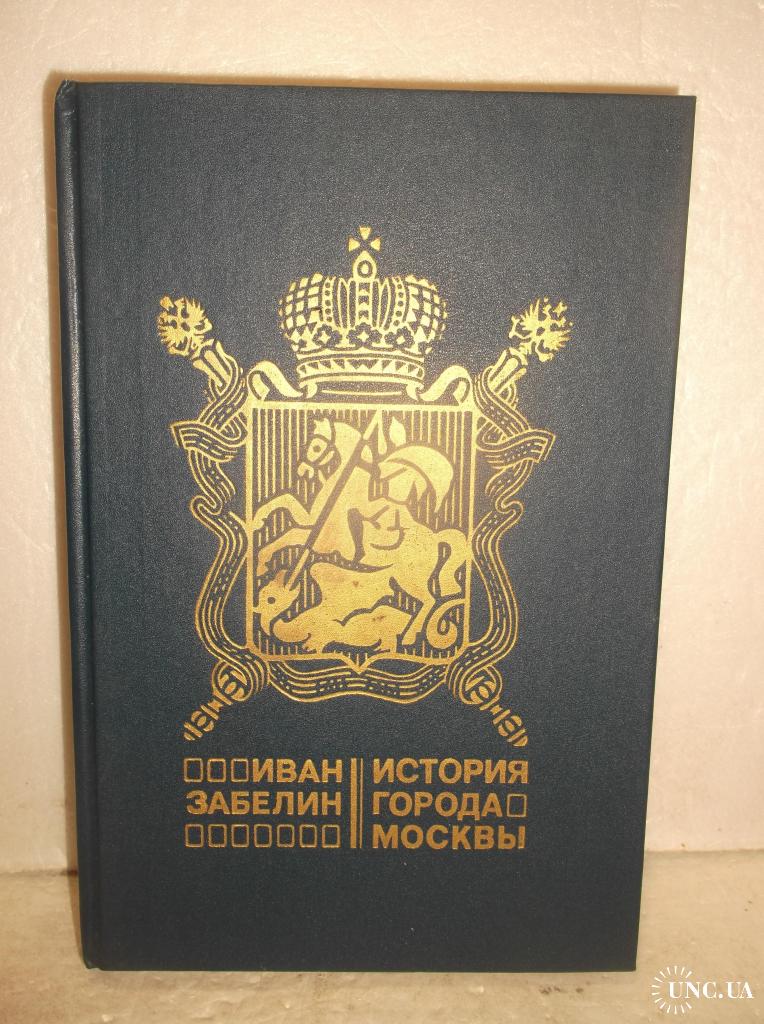 ИВАН
ЗАБЕЛИН
ИСТОРИЯ
ГОРОДА
МОСКВЫ
UNC.UA